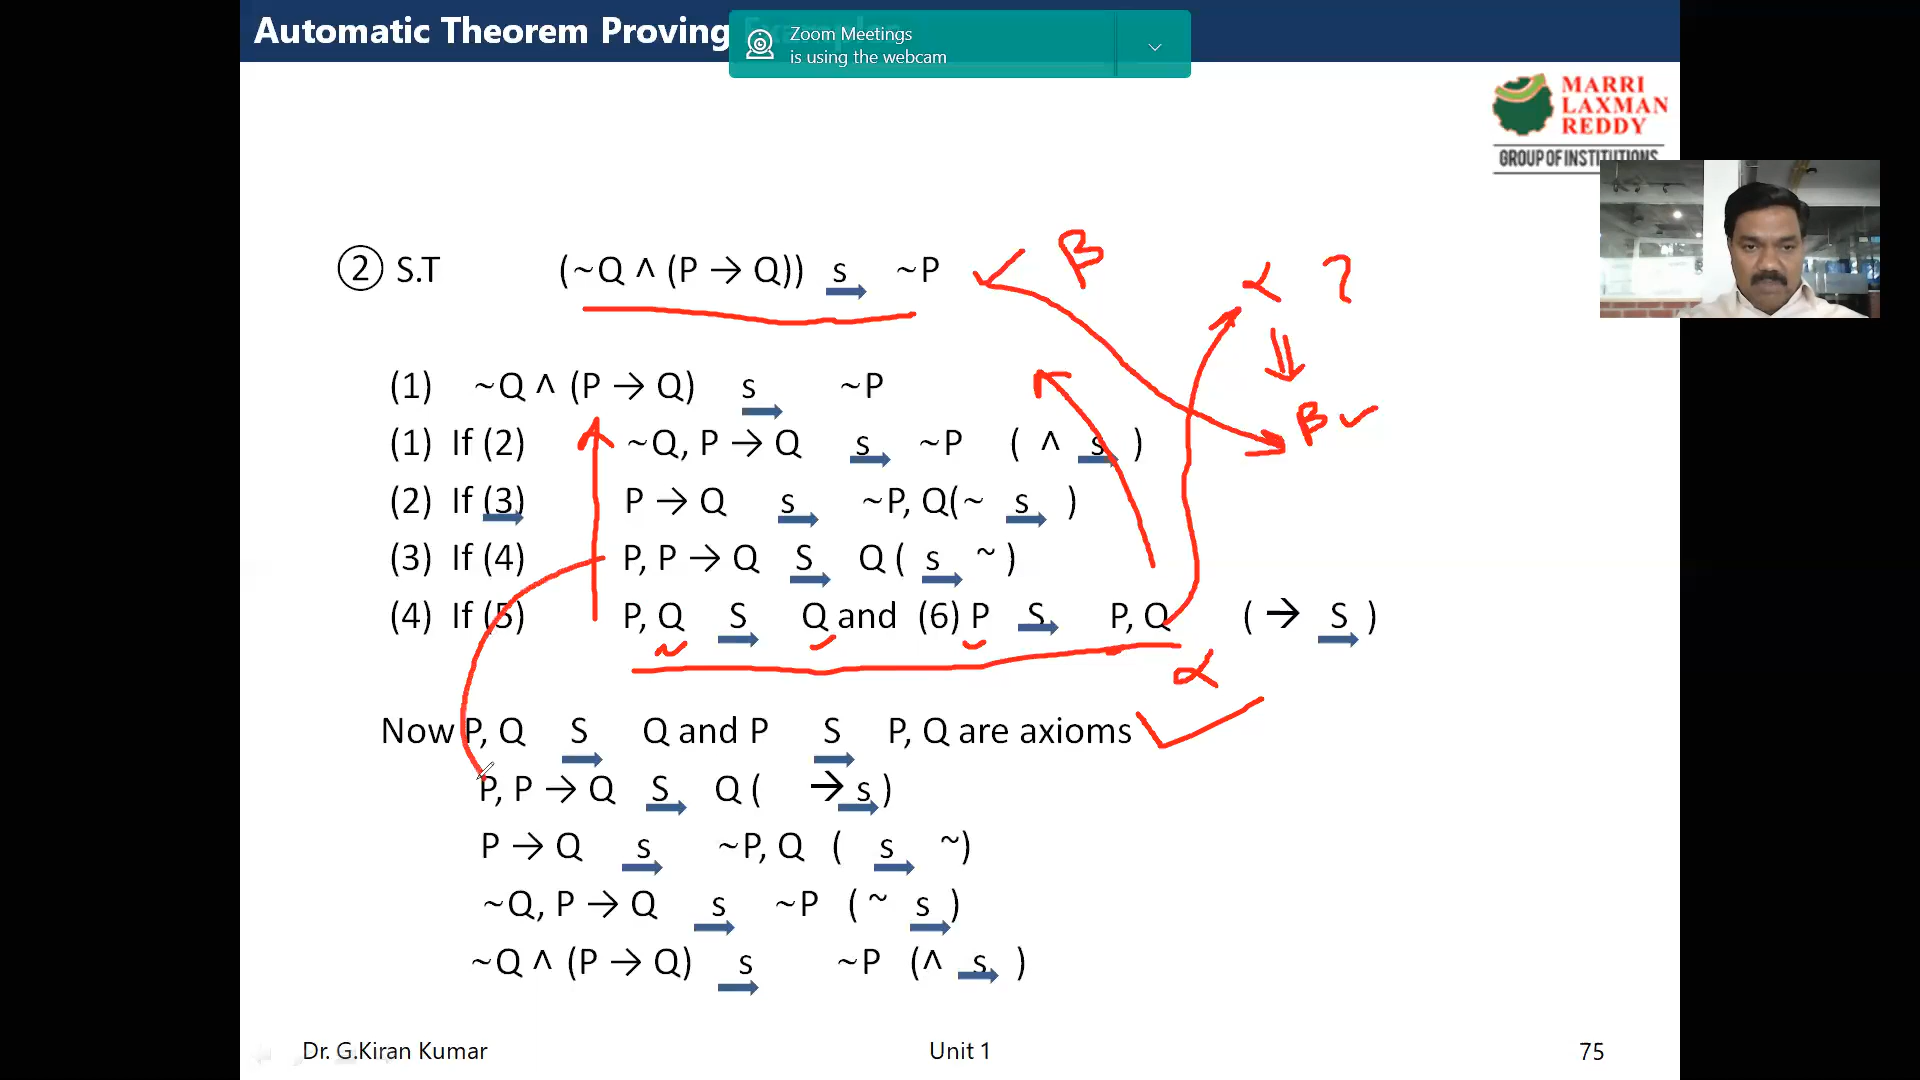 Automatic Theorem Proving
Zoom Meetings
is using the webcam
MARRI
LAXMAN
REDDY
GROUP OF INSTITUTIONS
② S.T (~Q ^ (P → Q)) s ~P
β
α ?
(1) ~Q ^ (P → Q) s ~P
β
(1) If (2) ~Q, P → Q s ~P ( ^ s )
(2) If (3) P → Q s ~P, Q(~ s )
(3) If (4) P, P → Q S Q ( s ~ )
(4) If (5) P, Q S Q and (6) P S P, Q ( → S )
α
Now P, Q S Q and P S P, Q are axioms
P, P → Q S Q ( → s )
P → Q s ~P, Q ( s ~)
~Q, P → Q s ~P ( ~ s )
~Q ^ (P → Q) s ~P (^ s )
Dr. G.Kiran Kumar Unit 1 75